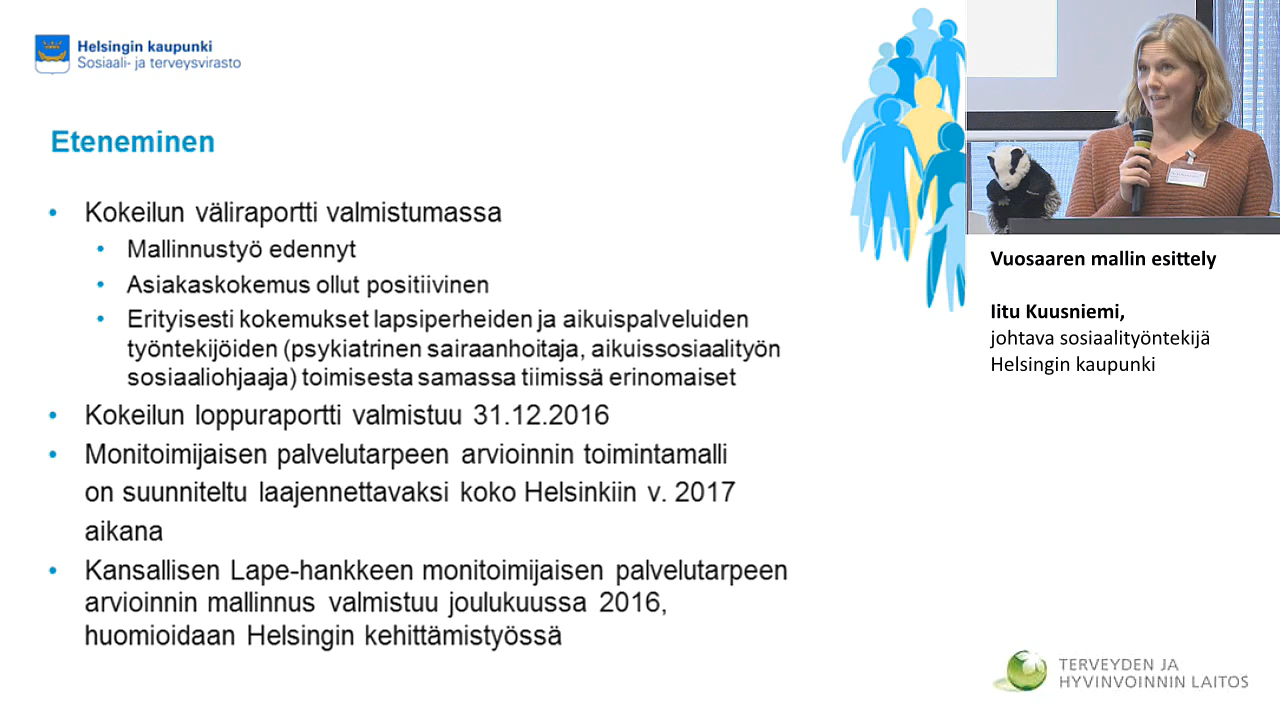 Helsingin kaupunki
Sosiaali- ja terveysvirasto
Eteneminen
• Kokeilun väliraportti valmistumassa
• Mallinnustyö edennyt
• Asiakaskokemus ollut positiivinen
• Erityisesti kokemukset lapsiperheiden ja aikuispalveluiden
työntekijöiden (psykiatrinen sairaanhoitaja, aikuissosiaalityön
sosiaaliohjaaja) toimisesta samassa tiimissä erinomaiset
• Kokeilun loppuraportti valmistuu 31.12.2016
• Monitoimijaisen palvelutarpeen arvioinnin toimintamalli
on suunniteltu laajennettavaksi koko Helsinkiin v. 2017
aikana
• Kansallisen Lape-hankkeen monitoimijaisen palvelutarpeen
arvioinnin mallinnus valmistuu joulukuussa 2016,
huomioidaan Helsingin kehittämistyössä
Vuosaaren mallin esittely
Iitu Kuusniemi,
johtava sosiaalityöntekijä
Helsingin kaupunki
TERVEYDEN JA
HYVINVOINNIN LAITOS